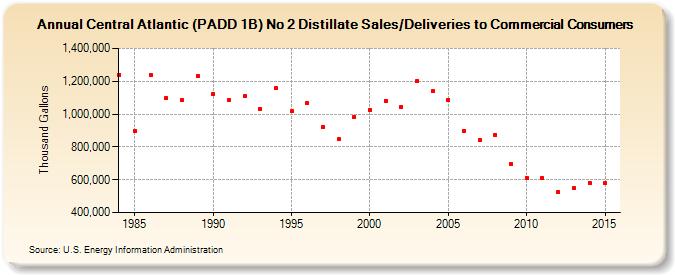 Annual Central Atlantic (PADD 1B) No 2 Distillate Sales/Deliveries to Commercial Consumers
Thousand Gallons
1,400,000
1,200,000
1,000,000
800,000
600,000
400,000
1985 1990 1995 2000 2005 2010 2015
Source: U.S. Energy Information Administration